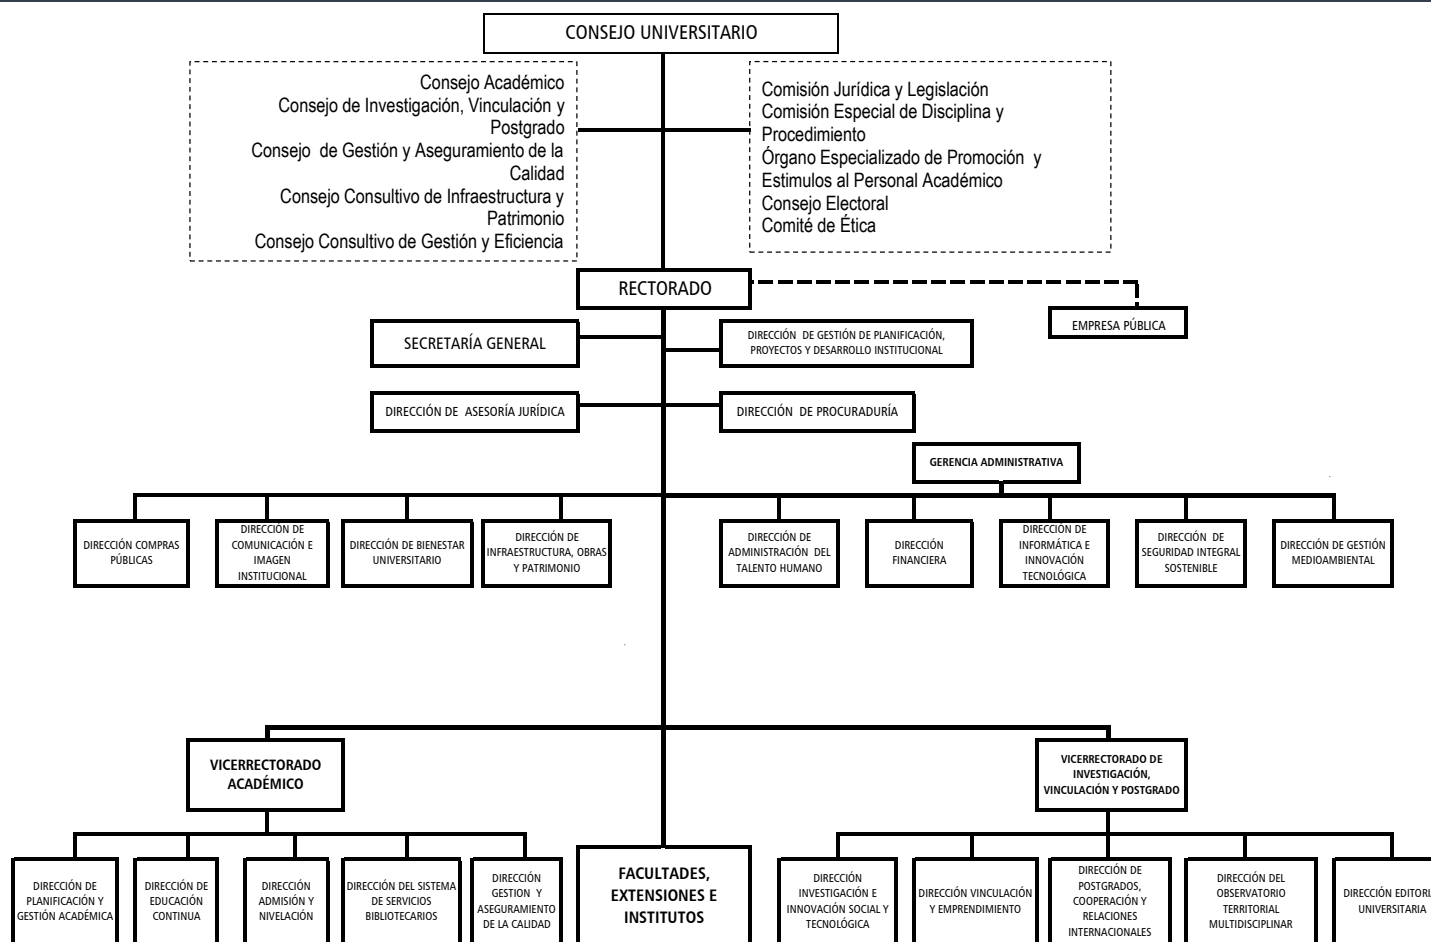 CONSEJO UNIVERSITARIO
Consejo Académico
Consejo de Investigación, Vinculación y
Postgrado
Consejo de Gestión y Aseguramiento de la
Calidad
Consejo Consultivo de Infraestructura y
Patrimonio
Consejo Consultivo de Gestión y Eficiencia
Comisión Jurídica y Legislación
Comisión Especial de Disciplina y
Procedimiento
Órgano Especializado de Promoción y
Estimulos al Personal Académico
Consejo Electoral
Comité de Ética
RECTORADO
EMPRESA PÚBLICA
SECRETARÍA GENERAL
DIRECCIÓN DE GESTIÓN DE PLANIFICACIÓN,
PROYECTOS Y DESARROLLO INSTITUCIONAL
DIRECCIÓN DE ASESORÍA JURÍDICA
DIRECCIÓN DE PROCURADURÍA
GERENCIA ADMINISTRATIVA
DIRECCIÓN COMPRAS
PÚBLICAS
DIRECCIÓN DE
COMUNICACIÓN E
IMAGEN
INSTITUCIONAL
DIRECCIÓN DE BIENESTAR
UNIVERSITARIO
DIRECCIÓN DE
INFRAESTRUCTURA, OBRAS
Y PATRIMONIO
DIRECCIÓN DE
ADMINISTRACIÓN DEL
TALENTO HUMANO
DIRECCIÓN
FINANCIERA
DIRECCIÓN DE
INFORMÁTICA E
INNOVACIÓN
TECNOLÓGICA
DIRECCIÓN DE
SEGURIDAD INTEGRAL
SOSTENIBLE
DIRECCIÓN DE GESTIÓN
MEDIOAMBIENTAL
VICERRECTORADO
ACADÉMICO
VICERRECTORADO DE
INVESTIGACIÓN,
VINCULACIÓN Y POSTGRADO
DIRECCIÓN DE
PLANIFICACIÓN Y
GESTIÓN ACADÉMICA
DIRECCIÓN DE
EDUCACIÓN
CONTINUA
DIRECCIÓN
ADMISIÓN Y
NIVELACIÓN
DIRECCIÓN DEL SISTEMA
DE SERVICIOS
BIBLIOTECARIOS
DIRECCIÓN
GESTION Y
ASEGURAMIENTO
DE LA CALIDAD
FACULTADES,
EXTENSIONES E
INSTITUTOS
DIRECCIÓN
INVESTIGACIÓN E
INNOVACIÓN SOCIAL Y
TECNOLÓGICA
DIRECCIÓN VINCULACIÓN
Y EMPRENDIMIENTO
DIRECCIÓN DE
POSTGRADOS,
COOPERACIÓN Y
RELACIONES
INTERNACIONALES
DIRECCIÓN DEL
OBSERVATORIO
TERRITORIAL
MULTIDISCIPLINAR
DIRECCIÓN
UNIVERSITARIA